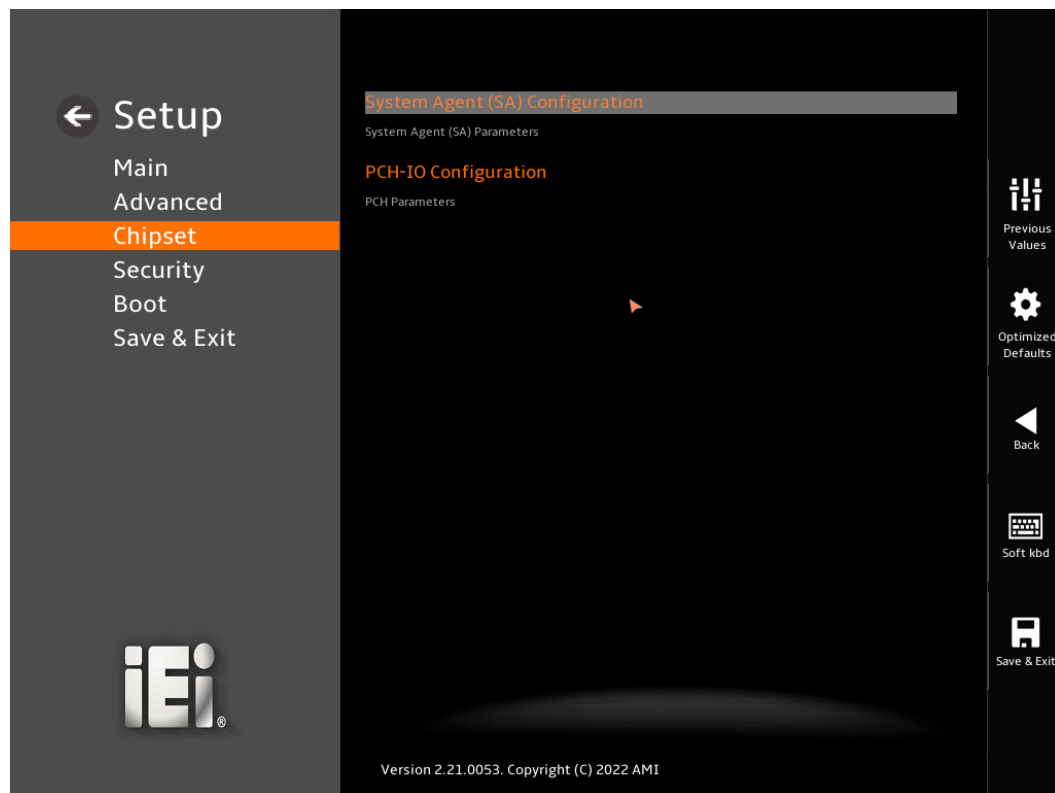 Setup
Main
Advanced
Chipset
Security
Boot
Save & Exit
System Agent (SA) Configuration
System Agent (SA) Parameters
PCH-IO Configuration
PCH Parameters
Previous
Values
Optimized
Defaults
Back
Soft kbd
Save & Exit
iEi®
Version 2.21.0053. Copyright (C) 2022 AMI